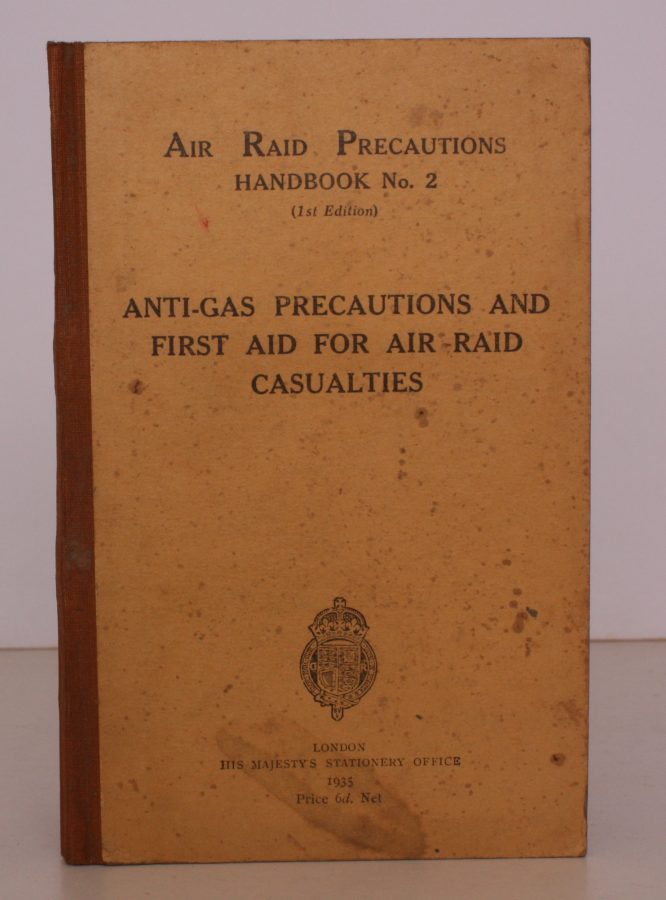 AIR RAID PRECAUTIONS
HANDBOOK No. 2
(1st Edition)
ANTI-GAS PRECAUTIONS AND
FIRST AID FOR AIR RAID
CASUALTIES
G R
LONDON
HIS MAJESTY'S STATIONERY OFFICE
1935
Price 6d. Net